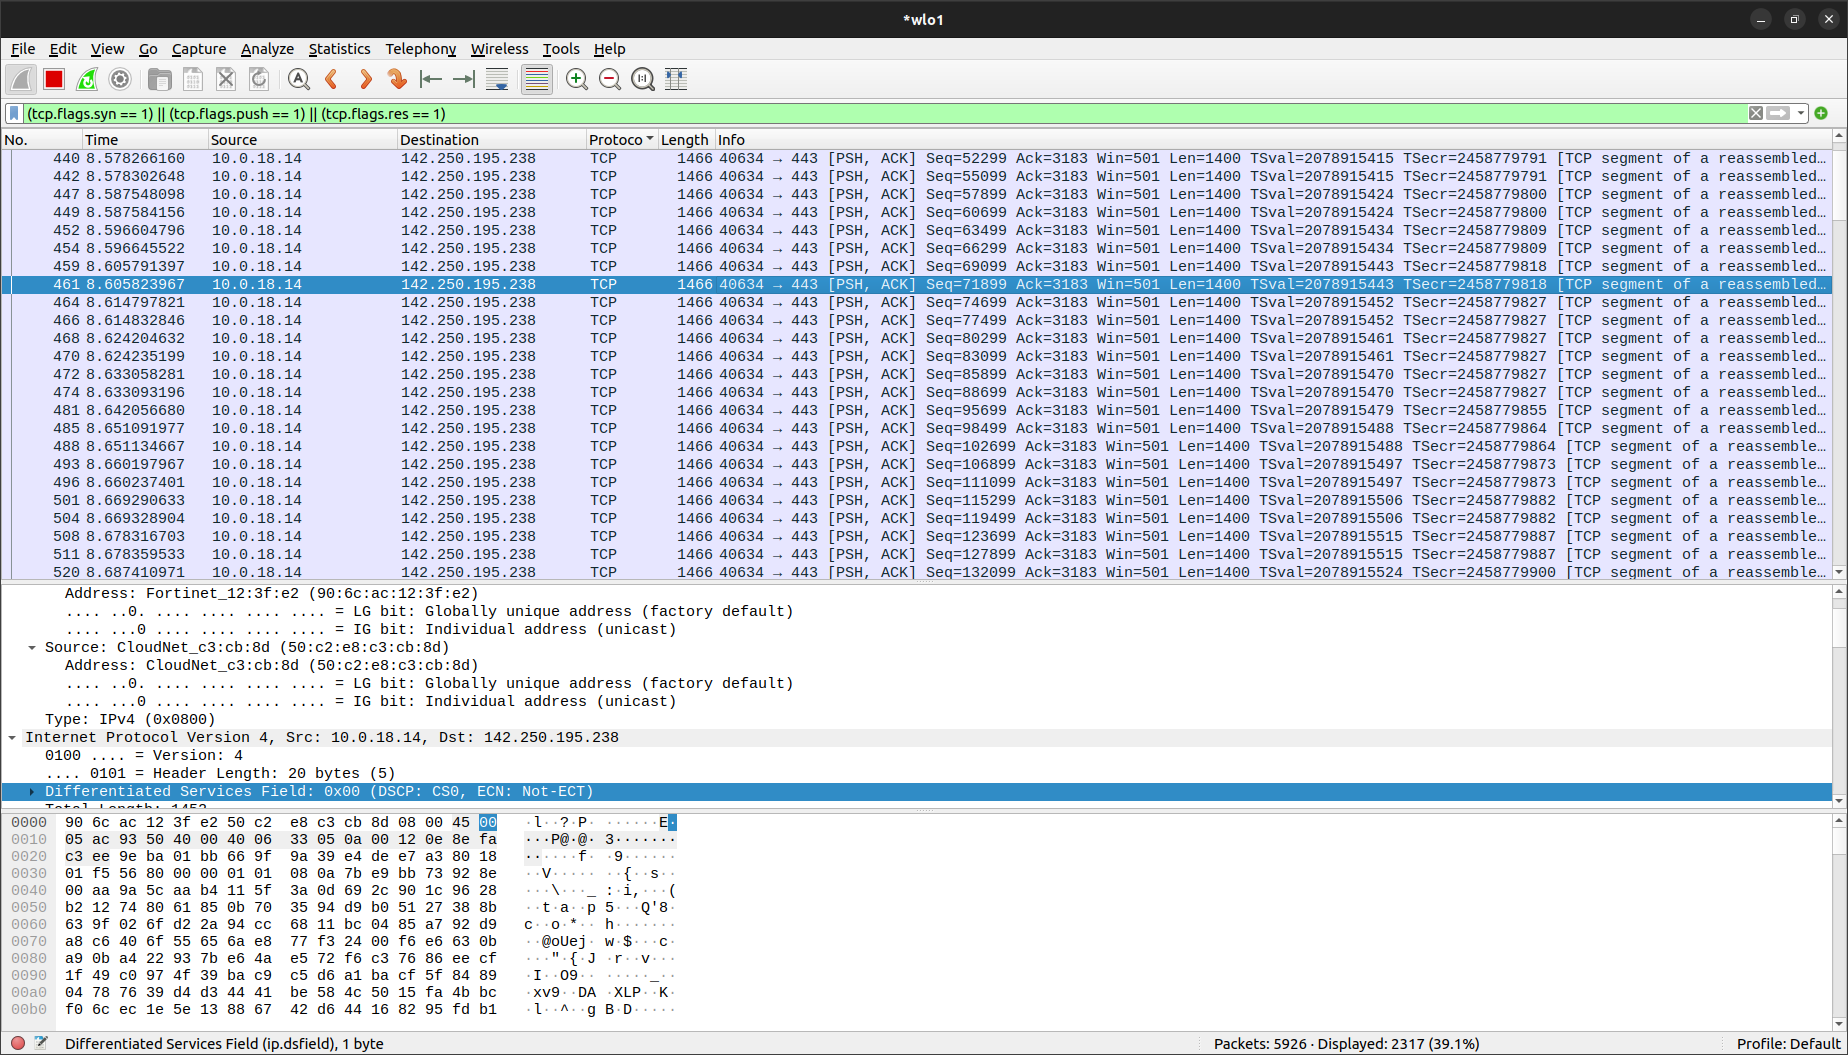 *wlo1
File Edit View Go Capture Analyze Statistics Telephony Wireless Tools Help
(tcp.flags.syn == 1) || (tcp.flags.push == 1) || (tcp.flags.res == 1)
No. Time Source Destination Protoco Length Info
440 8.578266160 10.0.18.14 142.250.195.238 TCP 1466 40634 → 443 [PSH, ACK] Seq=52299 Ack=3183 Win=501 Len=1400 TSval=2078915415 TSecr=2458779791 [TCP segment of a reassembled…
442 8.578302648 10.0.18.14 142.250.195.238 TCP 1466 40634 → 443 [PSH, ACK] Seq=55099 Ack=3183 Win=501 Len=1400 TSval=2078915415 TSecr=2458779791 [TCP segment of a reassembled…
447 8.587548098 10.0.18.14 142.250.195.238 TCP 1466 40634 → 443 [PSH, ACK] Seq=57899 Ack=3183 Win=501 Len=1400 TSval=2078915424 TSecr=2458779800 [TCP segment of a reassembled…
449 8.587584156 10.0.18.14 142.250.195.238 TCP 1466 40634 → 443 [PSH, ACK] Seq=60699 Ack=3183 Win=501 Len=1400 TSval=2078915424 TSecr=2458779800 [TCP segment of a reassembled…
452 8.596604796 10.0.18.14 142.250.195.238 TCP 1466 40634 → 443 [PSH, ACK] Seq=63499 Ack=3183 Win=501 Len=1400 TSval=2078915434 TSecr=2458779809 [TCP segment of a reassembled…
454 8.596645522 10.0.18.14 142.250.195.238 TCP 1466 40634 → 443 [PSH, ACK] Seq=66299 Ack=3183 Win=501 Len=1400 TSval=2078915434 TSecr=2458779809 [TCP segment of a reassembled…
459 8.605791397 10.0.18.14 142.250.195.238 TCP 1466 40634 → 443 [PSH, ACK] Seq=69099 Ack=3183 Win=501 Len=1400 TSval=2078915443 TSecr=2458779818 [TCP segment of a reassembled…
461 8.605823967 10.0.18.14 142.250.195.238 TCP 1466 40634 → 443 [PSH, ACK] Seq=71899 Ack=3183 Win=501 Len=1400 TSval=2078915443 TSecr=2458779818 [TCP segment of a reassembled…
464 8.614797821 10.0.18.14 142.250.195.238 TCP 1466 40634 → 443 [PSH, ACK] Seq=74699 Ack=3183 Win=501 Len=1400 TSval=2078915452 TSecr=2458779827 [TCP segment of a reassembled…
466 8.614832846 10.0.18.14 142.250.195.238 TCP 1466 40634 → 443 [PSH, ACK] Seq=77499 Ack=3183 Win=501 Len=1400 TSval=2078915452 TSecr=2458779827 [TCP segment of a reassembled…
468 8.624204632 10.0.18.14 142.250.195.238 TCP 1466 40634 → 443 [PSH, ACK] Seq=80299 Ack=3183 Win=501 Len=1400 TSval=2078915461 TSecr=2458779827 [TCP segment of a reassembled…
470 8.624235199 10.0.18.14 142.250.195.238 TCP 1466 40634 → 443 [PSH, ACK] Seq=83099 Ack=3183 Win=501 Len=1400 TSval=2078915461 TSecr=2458779827 [TCP segment of a reassembled…
472 8.633058281 10.0.18.14 142.250.195.238 TCP 1466 40634 → 443 [PSH, ACK] Seq=85899 Ack=3183 Win=501 Len=1400 TSval=2078915470 TSecr=2458779827 [TCP segment of a reassembled…
474 8.633093196 10.0.18.14 142.250.195.238 TCP 1466 40634 → 443 [PSH, ACK] Seq=88699 Ack=3183 Win=501 Len=1400 TSval=2078915470 TSecr=2458779827 [TCP segment of a reassembled…
481 8.642056680 10.0.18.14 142.250.195.238 TCP 1466 40634 → 443 [PSH, ACK] Seq=95699 Ack=3183 Win=501 Len=1400 TSval=2078915479 TSecr=2458779855 [TCP segment of a reassembled…
485 8.651091977 10.0.18.14 142.250.195.238 TCP 1466 40634 → 443 [PSH, ACK] Seq=98499 Ack=3183 Win=501 Len=1400 TSval=2078915488 TSecr=2458779864 [TCP segment of a reassembled…
488 8.651134667 10.0.18.14 142.250.195.238 TCP 1466 40634 → 443 [PSH, ACK] Seq=102699 Ack=3183 Win=501 Len=1400 TSval=2078915488 TSecr=2458779864 [TCP segment of a reassemble…
493 8.660197967 10.0.18.14 142.250.195.238 TCP 1466 40634 → 443 [PSH, ACK] Seq=106899 Ack=3183 Win=501 Len=1400 TSval=2078915497 TSecr=2458779873 [TCP segment of a reassemble…
496 8.660237401 10.0.18.14 142.250.195.238 TCP 1466 40634 → 443 [PSH, ACK] Seq=111099 Ack=3183 Win=501 Len=1400 TSval=2078915497 TSecr=2458779873 [TCP segment of a reassemble…
501 8.669290633 10.0.18.14 142.250.195.238 TCP 1466 40634 → 443 [PSH, ACK] Seq=115299 Ack=3183 Win=501 Len=1400 TSval=2078915506 TSecr=2458779882 [TCP segment of a reassemble…
504 8.669328904 10.0.18.14 142.250.195.238 TCP 1466 40634 → 443 [PSH, ACK] Seq=119499 Ack=3183 Win=501 Len=1400 TSval=2078915506 TSecr=2458779882 [TCP segment of a reassemble…
508 8.678316703 10.0.18.14 142.250.195.238 TCP 1466 40634 → 443 [PSH, ACK] Seq=123699 Ack=3183 Win=501 Len=1400 TSval=2078915515 TSecr=2458779887 [TCP segment of a reassemble…
511 8.678359533 10.0.18.14 142.250.195.238 TCP 1466 40634 → 443 [PSH, ACK] Seq=127899 Ack=3183 Win=501 Len=1400 TSval=2078915515 TSecr=2458779887 [TCP segment of a reassemble…
520 8.687410971 10.0.18.14 142.250.195.238 TCP 1466 40634 → 443 [PSH, ACK] Seq=132099 Ack=3183 Win=501 Len=1400 TSval=2078915524 TSecr=2458779900 [TCP segment of a reassemble…
Address: Fortinet_12:3f:e2 (90:6c:ac:12:3f:e2)
.... ..0. .... .... .... .... = LG bit: Globally unique address (factory default)
.... ...0 .... .... .... .... = IG bit: Individual address (unicast)
Source: CloudNet_c3:cb:8d (50:c2:e8:c3:cb:8d)
Address: CloudNet_c3:cb:8d (50:c2:e8:c3:cb:8d)
.... ..0. .... .... .... .... = LG bit: Globally unique address (factory default)
.... ...0 .... .... .... .... = IG bit: Individual address (unicast)
Type: IPv4 (0x0800)
Internet Protocol Version 4, Src: 10.0.18.14, Dst: 142.250.195.238
0100 .... = Version: 4
.... 0101 = Header Length: 20 bytes (5)
Differentiated Services Field: 0x00 (DSCP: CS0, ECN: Not-ECT)
Total Length: 1452
0000 90 6c ac 12 3f e2 50 c2 e8 c3 cb 8d 08 00 45 00 ·l··?·P· ······E·
0010 05 ac 93 50 40 00 40 06 33 05 0a 00 12 0e 8e fa ···P@·@· 3·······
0020 c3 ee 9e ba 01 bb 66 9f 9a 39 e4 de e7 a3 80 18 ······f· ·9······
0030 01 f5 56 80 00 00 01 01 08 0a 7b e9 bb 73 92 8e ··V····· ··{··s··
0040 00 aa 9a 5c aa b4 11 5f 3a 0d 69 2c 90 1c 96 28 ···\···_ :·i,···(
0050 b2 12 74 80 61 85 0b 70 35 94 d9 b0 51 27 38 8b ··t·a··p 5···Q'8·
0060 63 9f 02 6f d2 2a 94 cc 68 11 bc 04 85 a7 92 d9 c··o·*·· h·······
0070 a8 c6 40 6f 55 65 6a e8 77 f3 24 00 f6 e6 63 0b ··@oUej· w·$···c·
0080 a9 0b a4 22 93 7b e6 4a e5 72 f6 c3 76 86 ee cf ···"·{·J ·r··v···
0090 1f 49 c0 97 4f 39 ba c9 c5 d6 a1 ba cf 5f 84 89 ·I··O9·· ·····_··
00a0 04 78 76 39 d4 d3 44 41 be 58 4c 50 15 fa 4b bc ·xv9··DA ·XLP··K·
00b0 f0 6c ec 1e 5e 13 88 67 42 d6 44 16 82 95 fd b1 ·l··^··g B·D·····
Differentiated Services Field (ip.dsfield), 1 byte Packets: 5926 · Displayed: 2317 (39.1%) Profile: Default